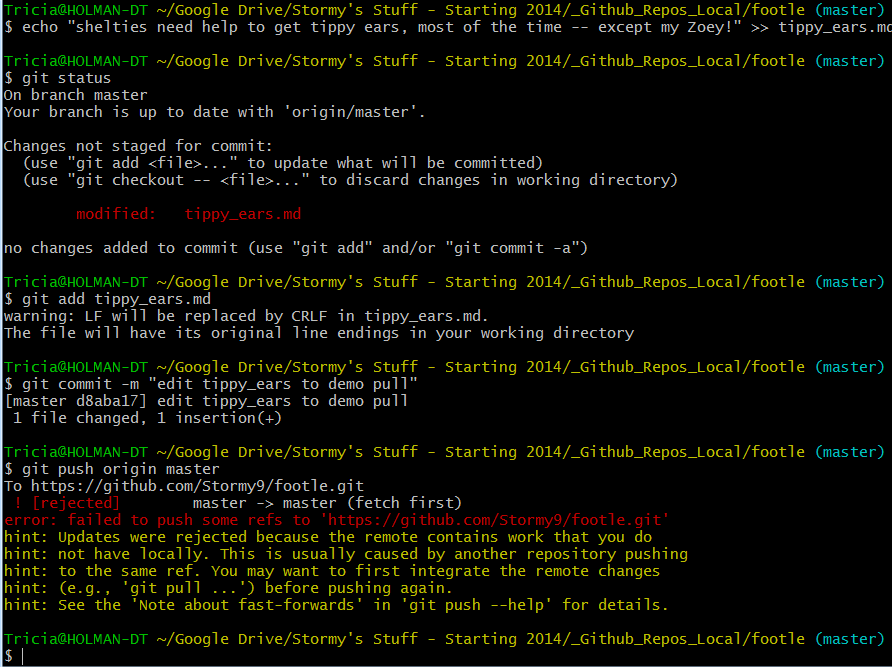 Tricia@HOLMAN-DT ~/Google Drive/Stormy's Stuff - Starting 2014/_Github_Repos_Local/footle (master)
$ echo "shelties need help to get tippy ears, most of the time -- except my Zoey!" >> tippy_ears.md
Tricia@HOLMAN-DT ~/Google Drive/Stormy's Stuff - Starting 2014/_Github_Repos_Local/footle (master)
$ git status
On branch master
Your branch is up to date with 'origin/master'.
Changes not staged for commit:
  (use "git add <file>..." to update what will be committed)
  (use "git checkout -- <file>..." to discard changes in working directory)
        modified:   tippy_ears.md
no changes added to commit (use "git add" and/or "git commit -a")
Tricia@HOLMAN-DT ~/Google Drive/Stormy's Stuff - Starting 2014/_Github_Repos_Local/footle (master)
$ git add tippy_ears.md
warning: LF will be replaced by CRLF in tippy_ears.md.
The file will have its original line endings in your working directory
Tricia@HOLMAN-DT ~/Google Drive/Stormy's Stuff - Starting 2014/_Github_Repos_Local/footle (master)
$ git commit -m "edit tippy_ears to demo pull"
[master d8aba17] edit tippy_ears to demo pull
 1 file changed, 1 insertion(+)
Tricia@HOLMAN-DT ~/Google Drive/Stormy's Stuff - Starting 2014/_Github_Repos_Local/footle (master)
$ git push origin master
To https://github.com/Stormy9/footle.git
 ! [rejected]        master -> master (fetch first)
error: failed to push some refs to 'https://github.com/Stormy9/footle.git'
hint: Updates were rejected because the remote contains work that you do
hint: not have locally. This is usually caused by another repository pushing
hint: to the same ref. You may want to first integrate the remote changes
hint: (e.g., 'git pull ...') before pushing again.
hint: See the 'Note about fast-forwards' in 'git push --help' for details.
Tricia@HOLMAN-DT ~/Google Drive/Stormy's Stuff - Starting 2014/_Github_Repos_Local/footle (master)
$